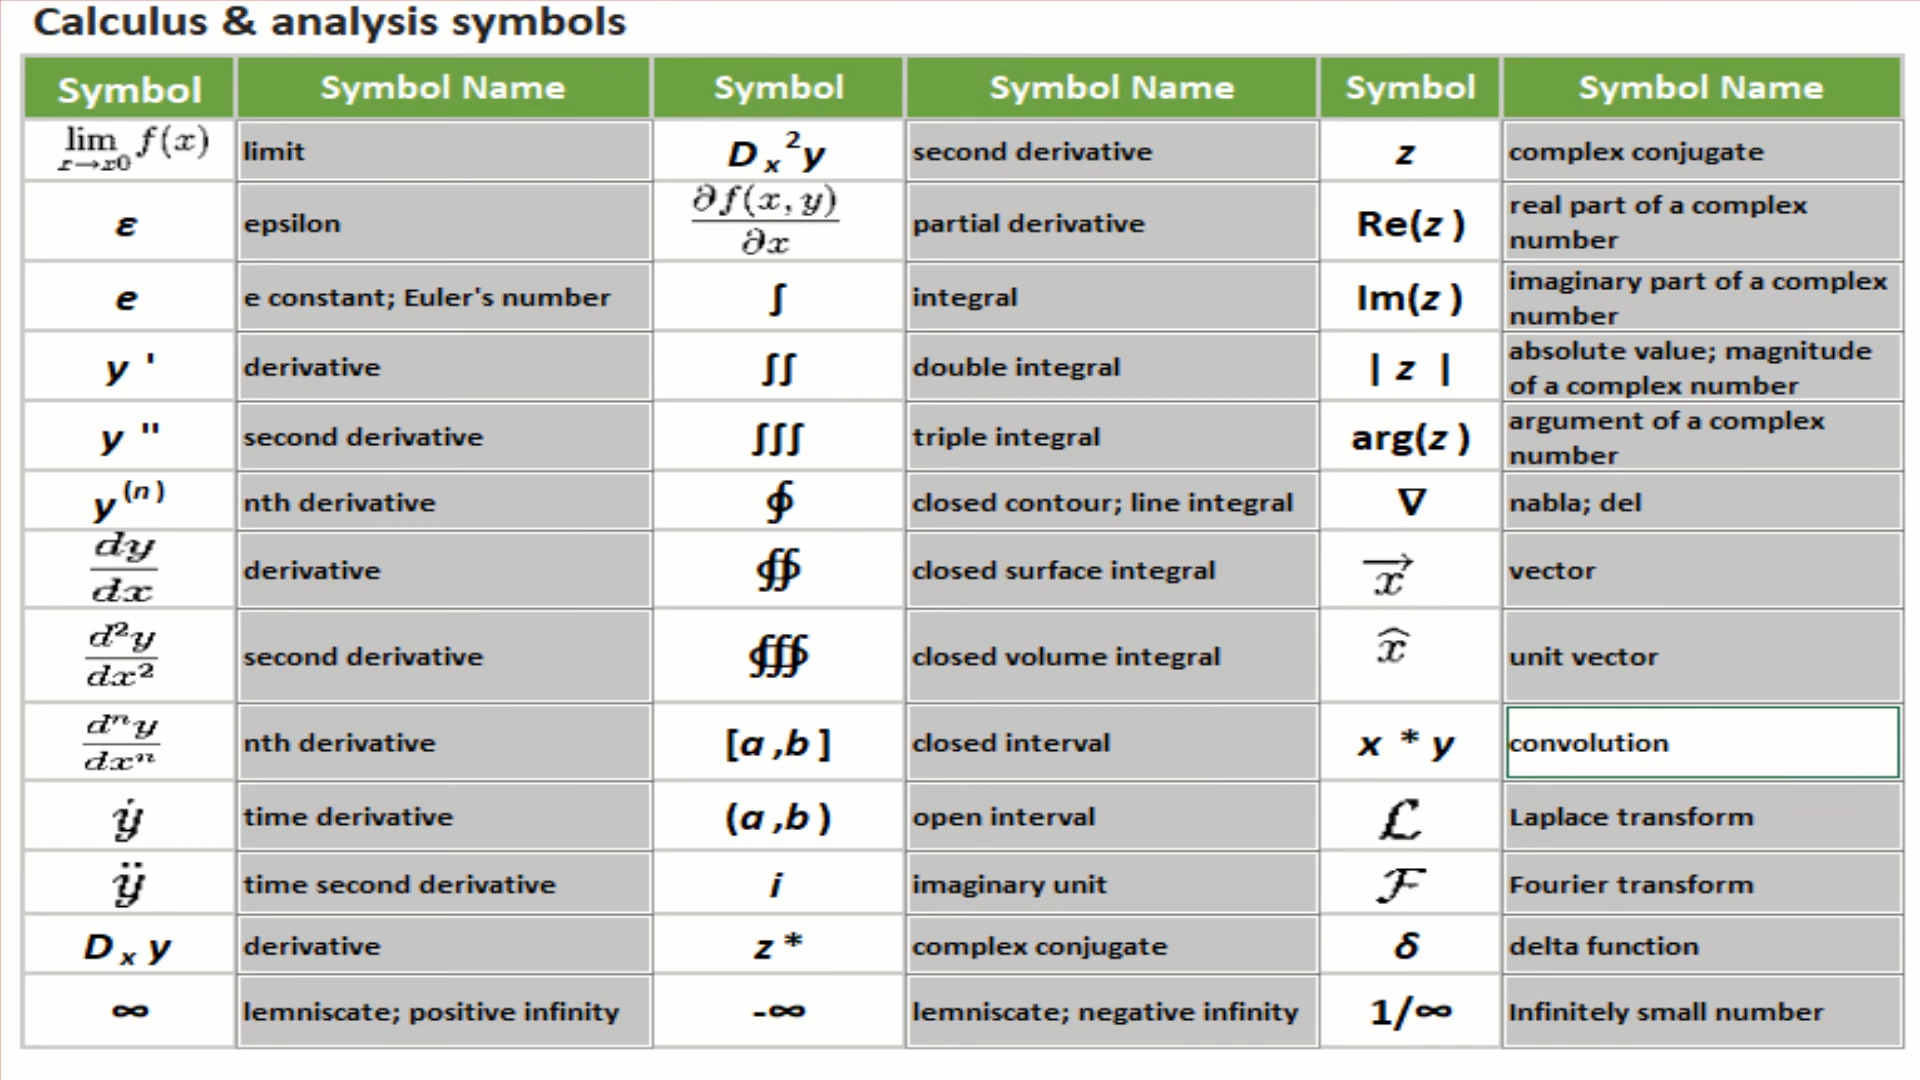 Calculus & analysis symbols
Symbol Symbol Name Symbol Symbol Name Symbol Symbol Name
lim x→x0 f(x) limit Dₓ²y second derivative z complex conjugate
ε epsilon ∂f(x, y)/∂x partial derivative Re(z ) real part of a complex number
e e constant; Euler's number ∫ integral Im(z ) imaginary part of a complex number
y ' derivative ∫∫ double integral | z | absolute value; magnitude of a complex number
y " second derivative ∫∫∫ triple integral arg(z ) argument of a complex number
y⁽ⁿ⁾ nth derivative ∮ closed contour; line integral ∇ nabla; del
dy/dx derivative ∯ closed surface integral x⃗ vector
d²y/dx² second derivative ∰ closed volume integral x̂ unit vector
dⁿy/dxⁿ nth derivative [a ,b ] closed interval x * y convolution
ẏ time derivative (a ,b ) open interval ℒ Laplace transform
ÿ time second derivative i imaginary unit ℱ Fourier transform
Dₓ y derivative z * complex conjugate δ delta function
∞ lemniscate; positive infinity -∞ lemniscate; negative infinity 1/∞ Infinitely small number